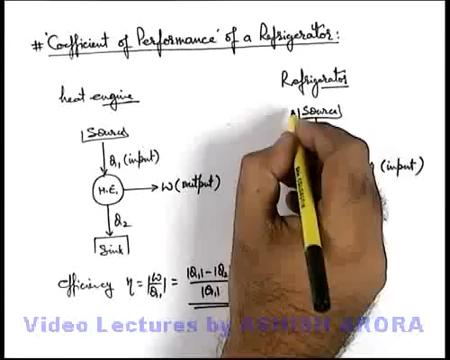 # 'Coefficient of Performance' of a Refrigerator:
heat engine
Source
Q₁ (input)
H.E.
W (output)
Q₂
Sink
efficiency η = |W/Q₁| = |Q₁| - |Q₂ / |Q₁|
Refrigerator
Source
(input)
Video Lectures by ASHISH ARORA